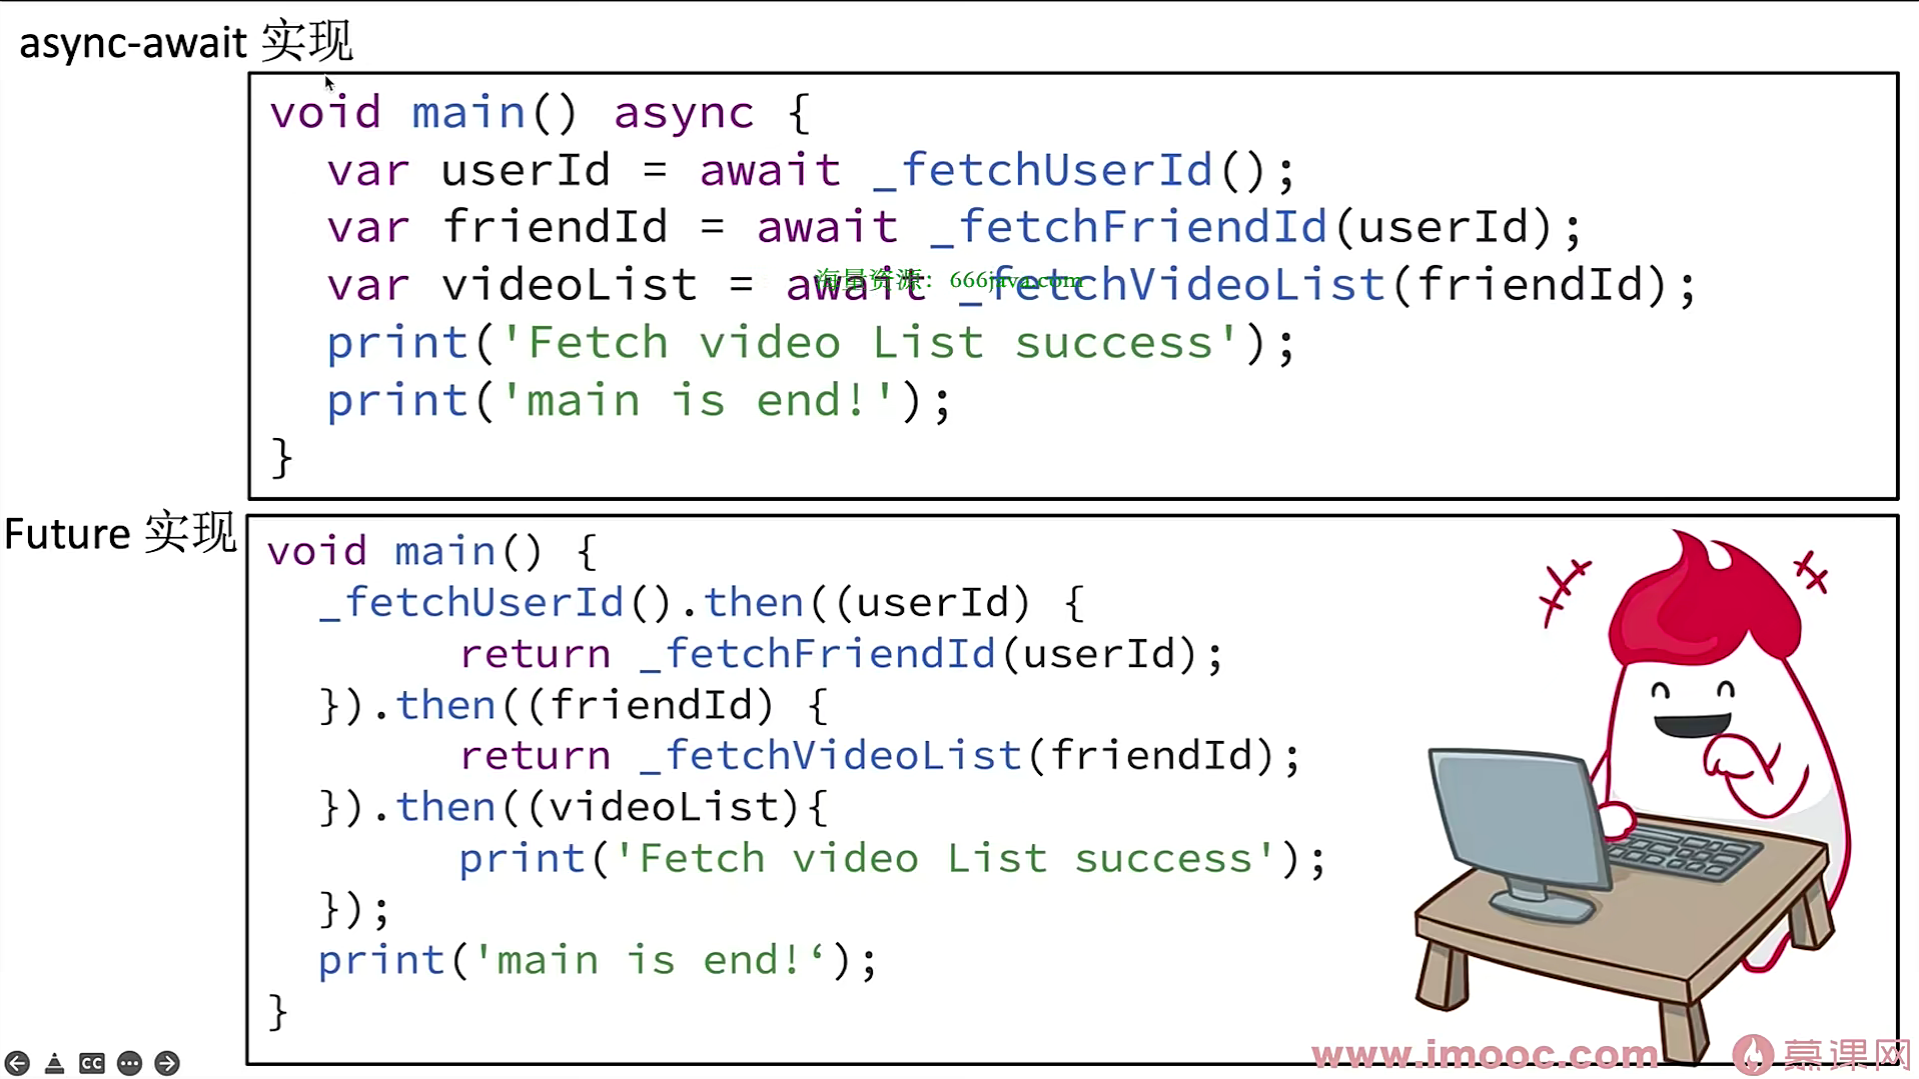 async-await 实现
void main() async {
var userId = await _fetchUserId();
var friendId = await _fetchFriendId(userId);
var videoList = await _fetchVideoList(friendId);
海量资源：666java.com
print('Fetch video List success');
print('main is end!');
}
Future 实现
void main() {
_fetchUserId().then((userId) {
return _fetchFriendId(userId);
}).then((friendId) {
return _fetchVideoList(friendId);
}).then((videoList){
print('Fetch video List success');
});
print('main is end!‘);
}
CC
www.imooc.com 慕课网